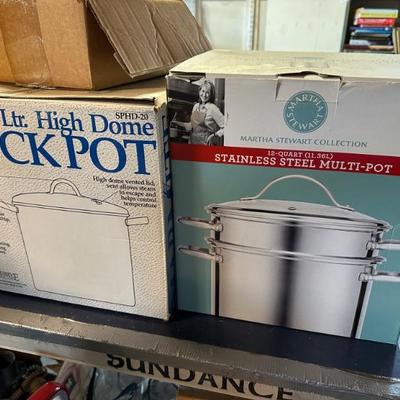 SPHD-20
Ltr. High Dome
CKPOT
High dome vented lid,
vent allows steam
to escape and
helps control
temperature
MARTHA
STEWART
MARTHA STEWART COLLECTION
12-QUART (11.36L)
STAINLESS STEEL MULTI-POT
SUNDANCE